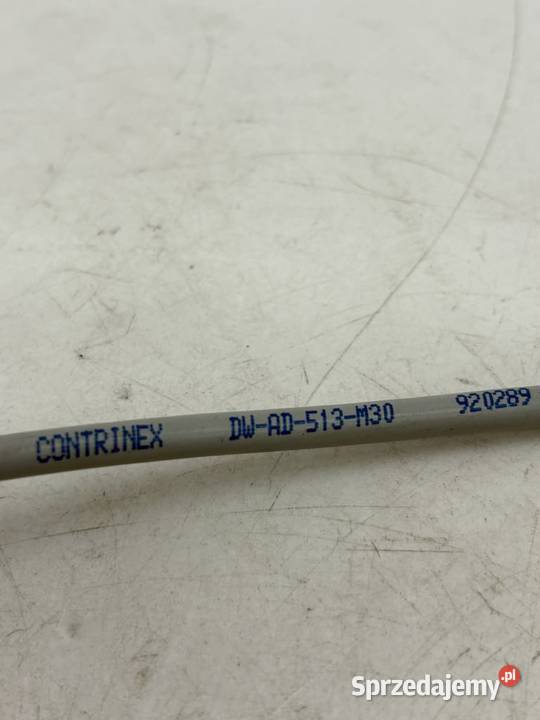 CONTRINEX DW-AD-513-M30 920289
Sprzedajemy.pl